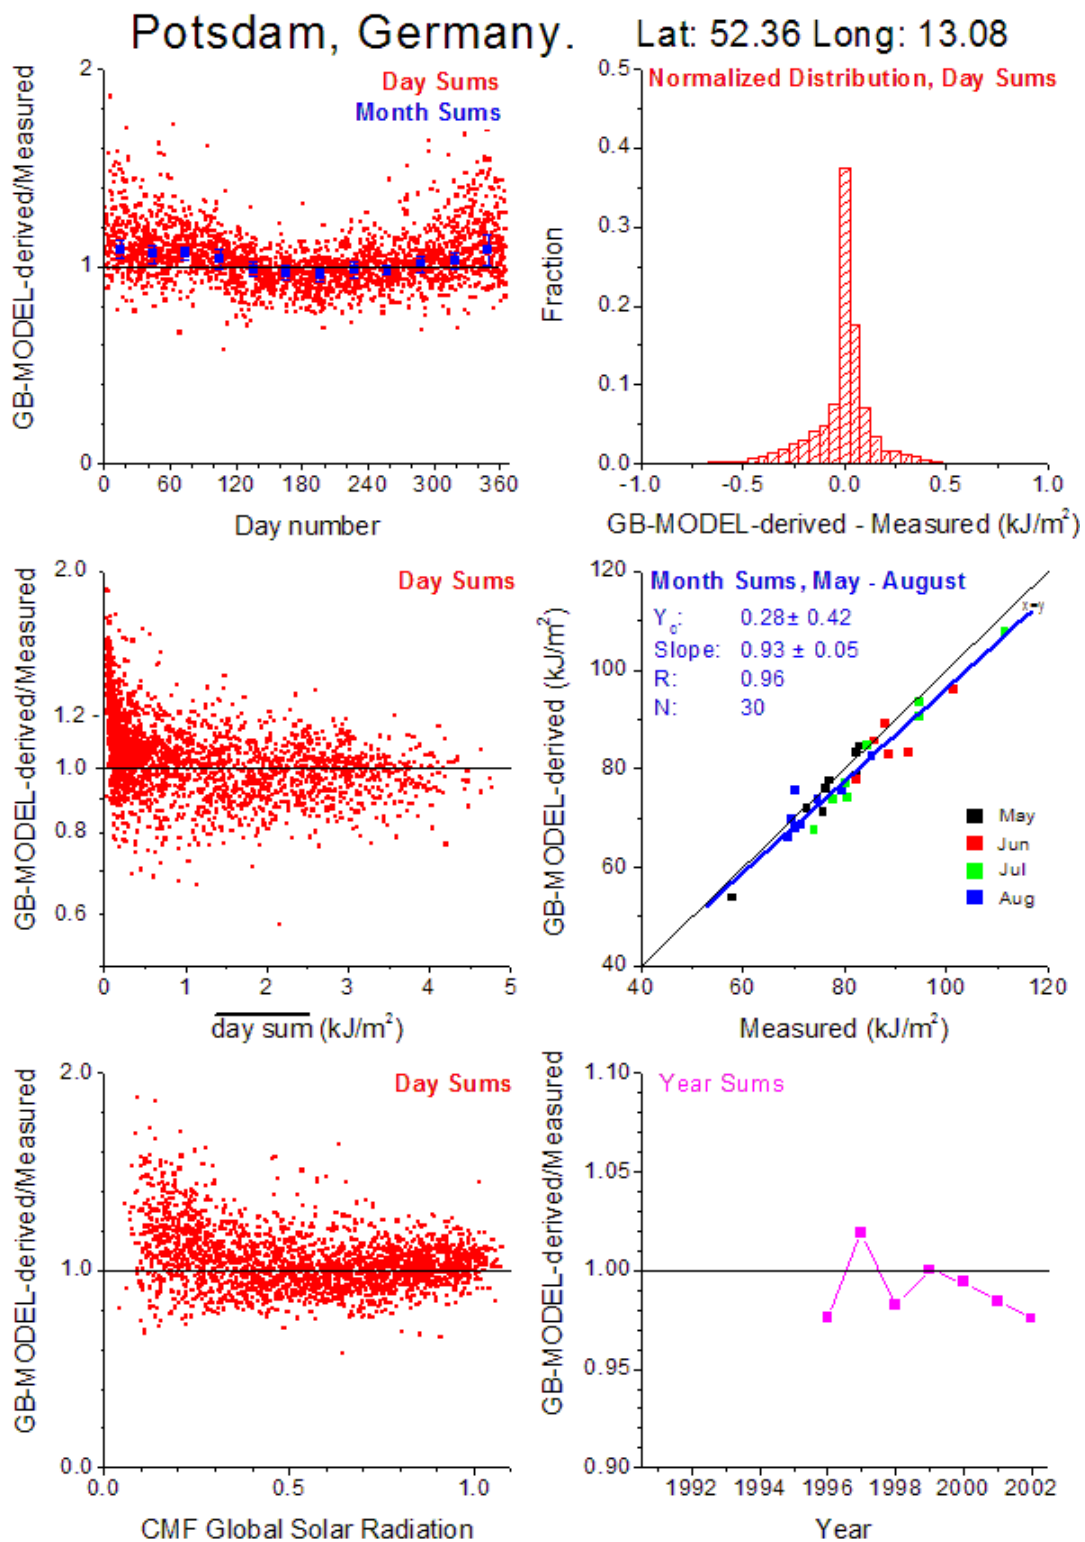 Potsdam, Germany. Lat: 52.36 Long: 13.08
GB-MODEL-derived/Measured
2
1
0
Day Sums
Month Sums
0 60 120 180 240 300 360
Day number
Fraction
0.5
0.4
0.3
0.2
0.1
0.0
Normalized Distribution, Day Sums
-1.0 -0.5 0.0 0.5 1.0
GB-MODEL-derived - Measured (kJ/m²)
GB-MODEL-derived/Measured
2.0
1.2
1.0
0.8
0.6
Day Sums
0 1 2 3 4 5
day sum (kJ/m²)
GB-MODEL-derived (kJ/m²)
120
100
80
60
40
Month Sums, May - August
Y₀: 0.28± 0.42
Slope: 0.93 ± 0.05
R: 0.96
N: 30
x=y
May
Jun
Jul
Aug
40 60 80 100 120
Measured (kJ/m²)
GB-MODEL-derived/Measured
2.0
1.0
0.0
Day Sums
0.0 0.5 1.0
CMF Global Solar Radiation
GB-MODEL-derived/Measured
1.10
1.05
1.00
0.95
0.90
Year Sums
1992 1994 1996 1998 2000 2002
Year